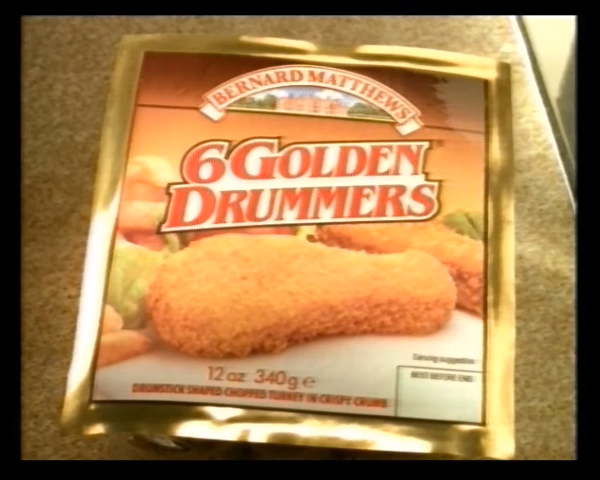 BERNARD MATTHEWS
6 GOLDEN
DRUMMERS
12 oz 340g e
Serving suggestion
DRUMSTICK SHAPED CHOPPED TURKEY IN CRISPY CRUMB
BEST BEFORE END